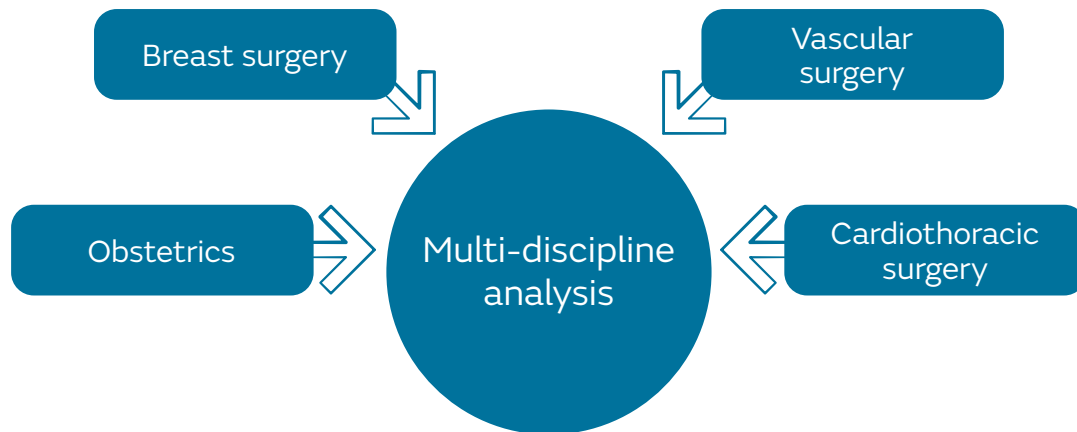 Breast surgery
Vascular
surgery
Obstetrics
Multi-discipline
analysis
Cardiothoracic
surgery